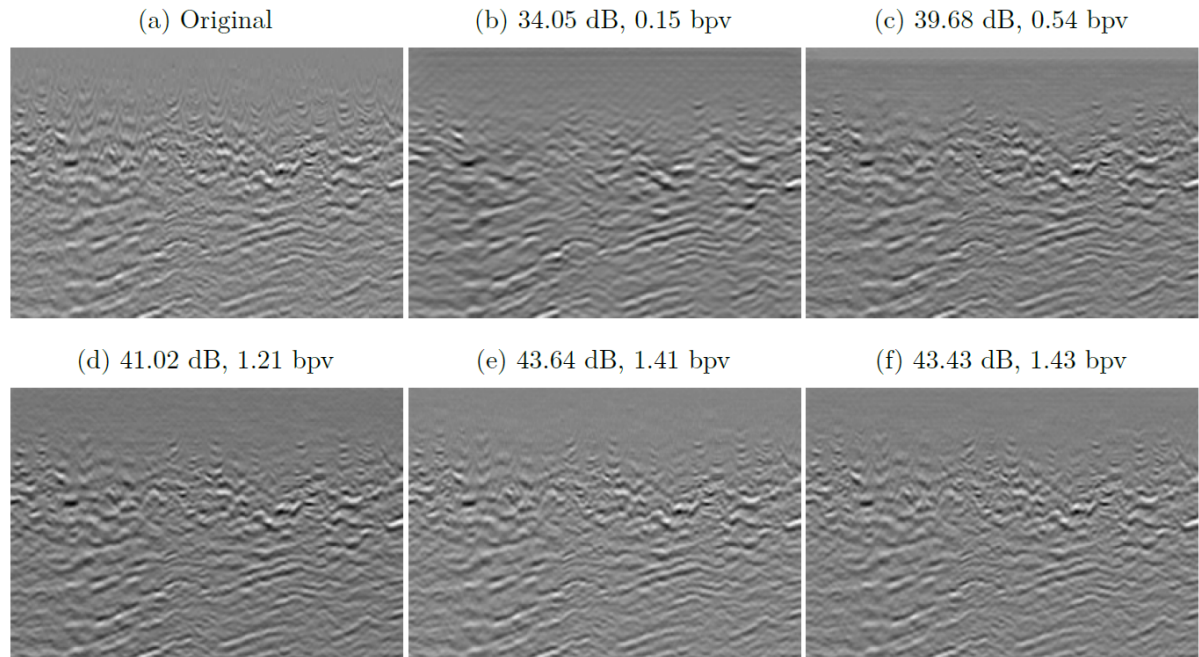 (a) Original
(b) 34.05 dB, 0.15 bpv
(c) 39.68 dB, 0.54 bpv
(d) 41.02 dB, 1.21 bpv
(e) 43.64 dB, 1.41 bpv
(f) 43.43 dB, 1.43 bpv